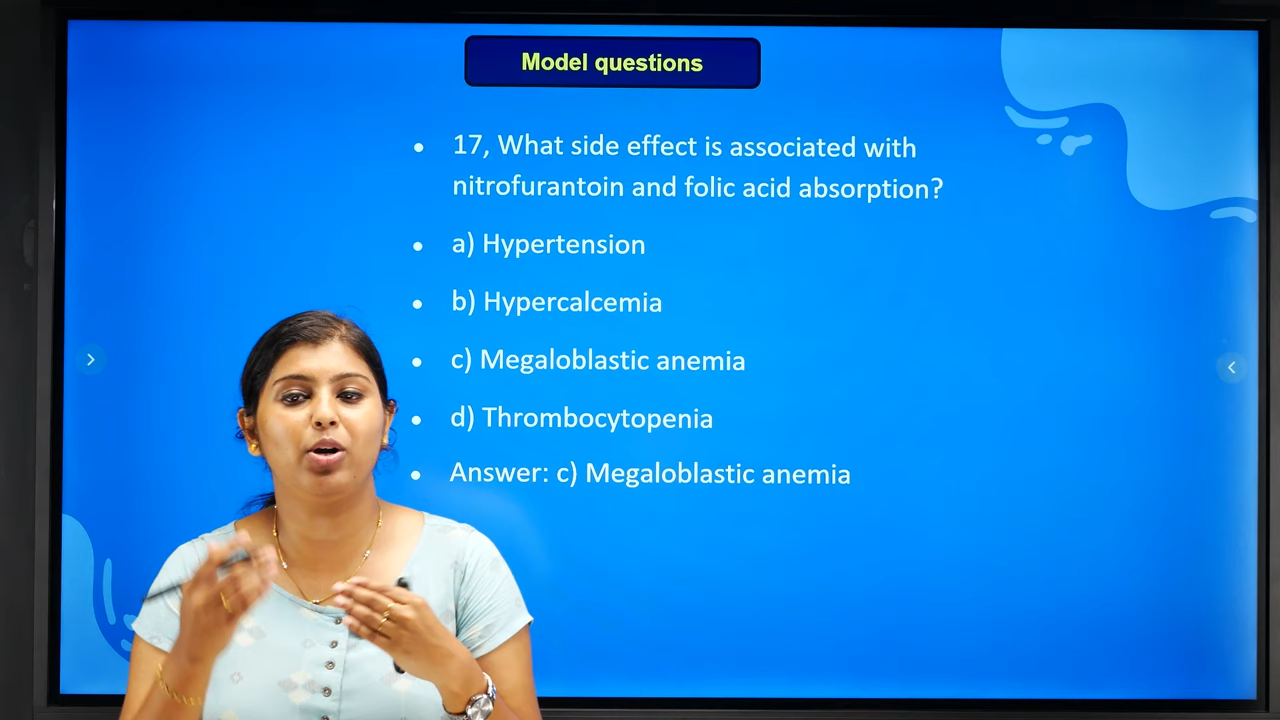 Model questions
• 17, What side effect is associated with
nitrofurantoin and folic acid absorption?
• a) Hypertension
• b) Hypercalcemia
• c) Megaloblastic anemia
• d) Thrombocytopenia
• Answer: c) Megaloblastic anemia